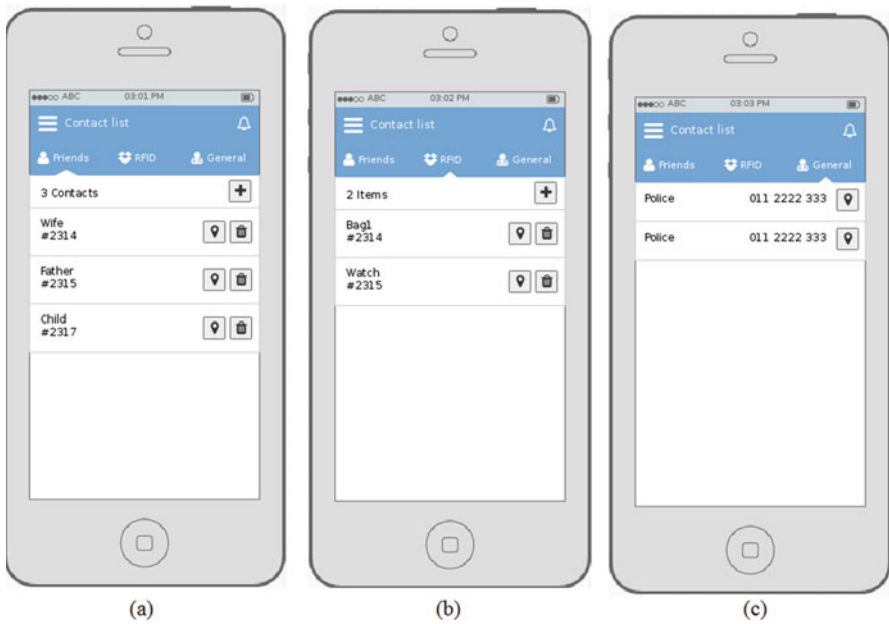 ABC 03:01 PM
Contact list
Friends RFID General
3 Contacts
Wife
#2314
Father
#2315
Child
#2317
(a)
ABC 03:02 PM
Contact list
Friends RFID General
2 Items
Bag1
#2314
Watch
#2315
(b)
ABC 03:03 PM
Contact list
Friends RFID General
Police 011 2222 333
Police 011 2222 333
(c)